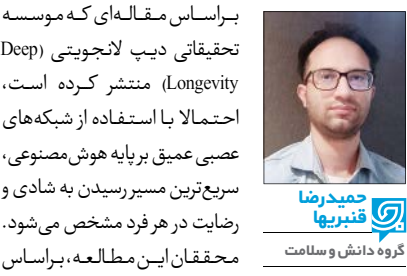 براساس مقاله‌ای که موسسه
تحقیقاتی دیپ لانجویتی (Deep
Longevity) منتشر کرده است،
احتمالا با استفاده از شبکه‌های
عصبی عمیق برپایه هوش‌مصنوعی،
سریع‌ترین مسیر رسیدن به شادی و
رضایت در هر فرد مشخص می‌شود.
محققان این مطالعه، براساس
حمیدرضا
قنبریها
گروه دانش و سلامت